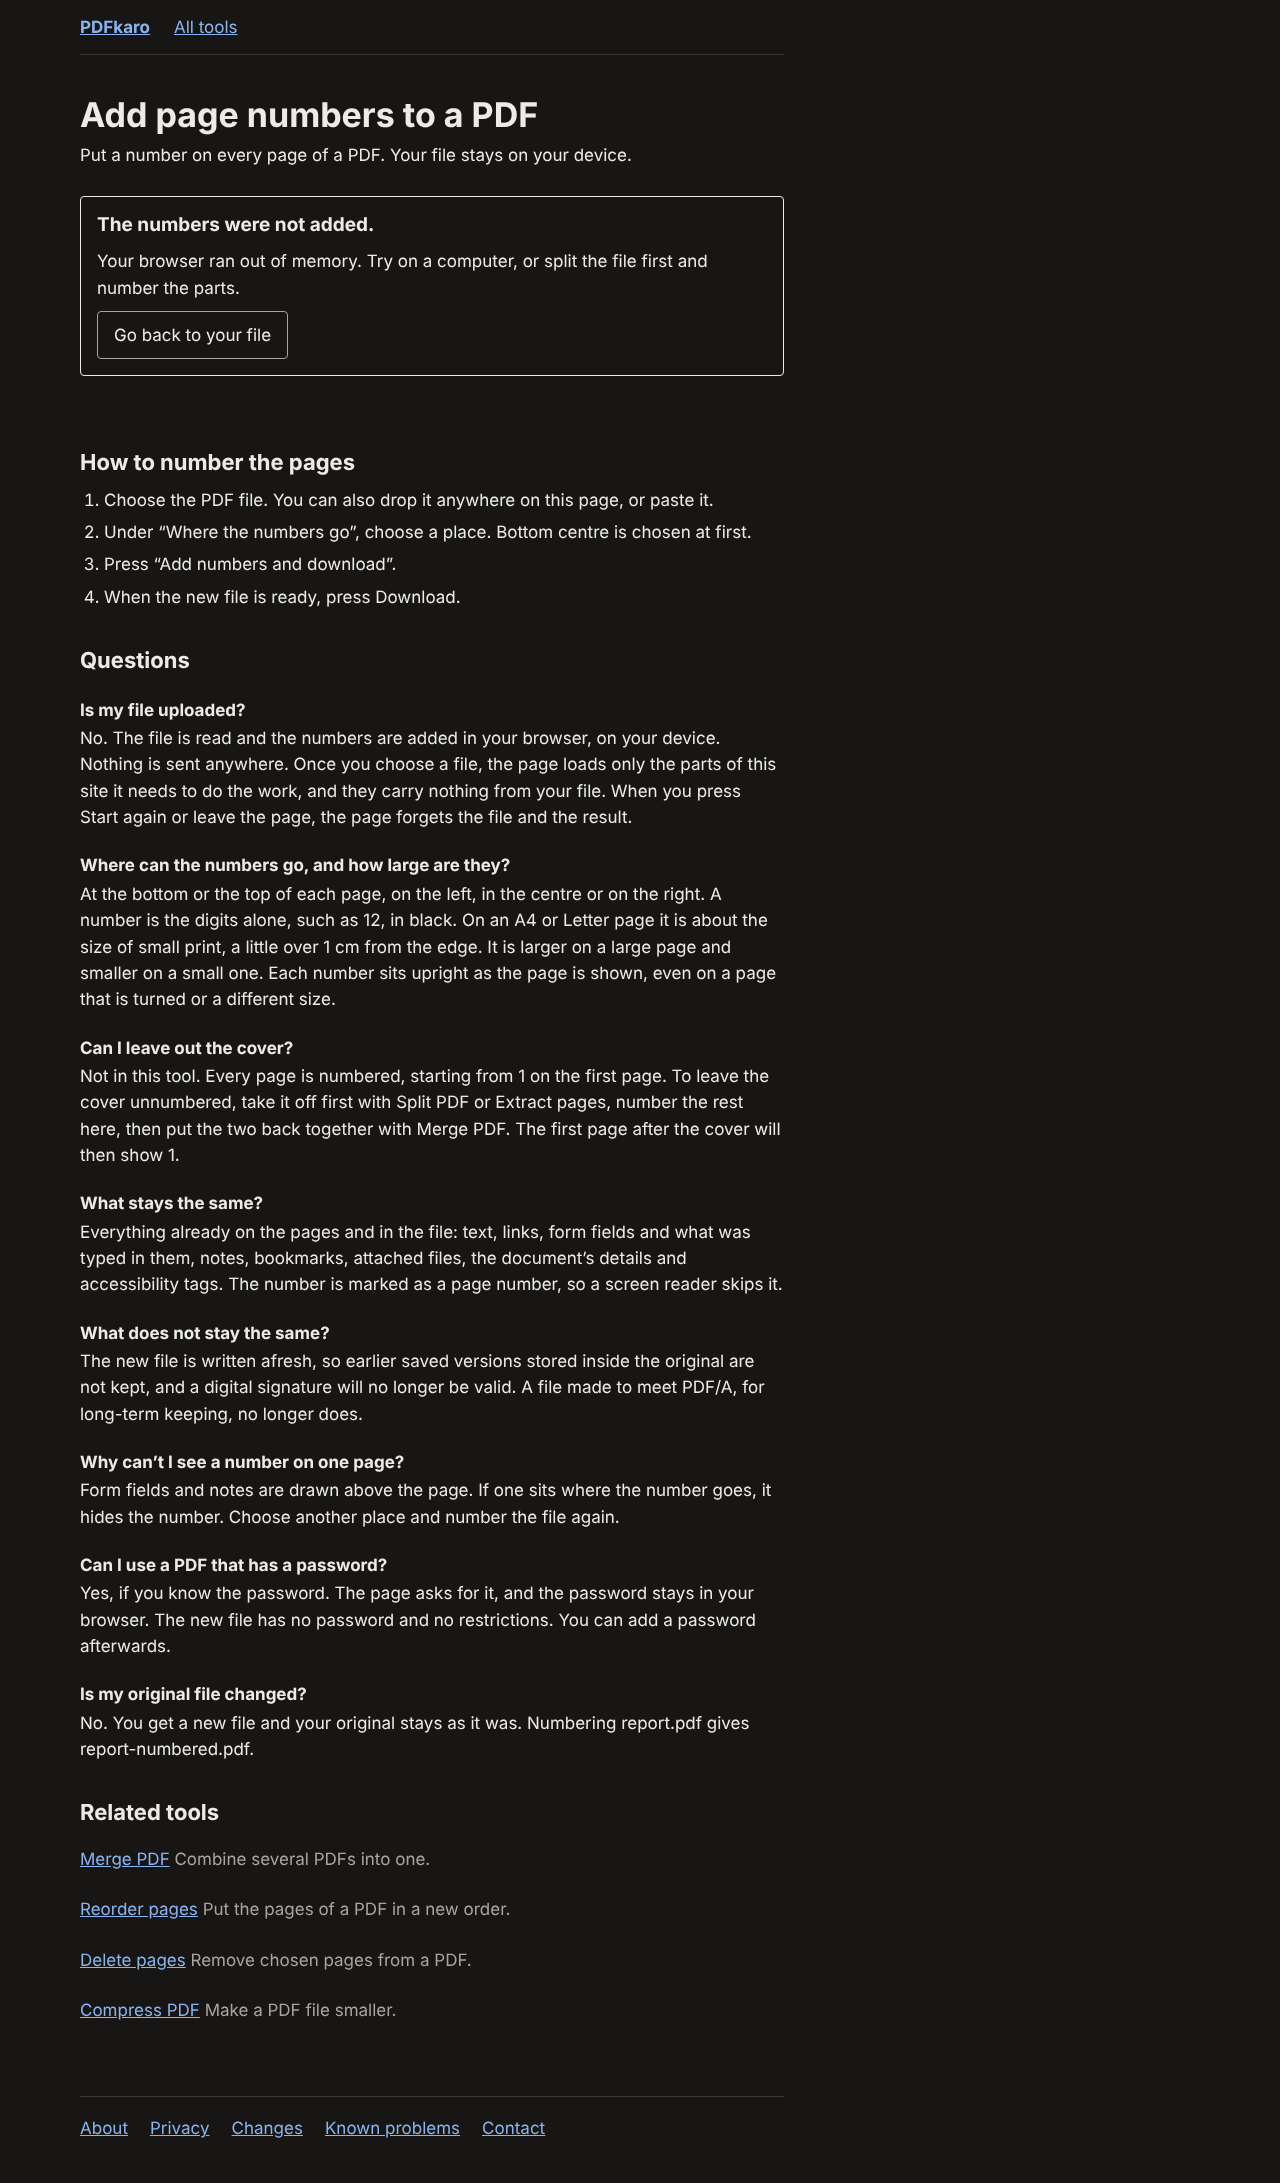 PDFkaro All tools
Add page numbers to a PDF
Put a number on every page of a PDF. Your file stays on your device.
The numbers were not added.
Your browser ran out of memory. Try on a computer, or split the file first and
number the parts.
Go back to your file
How to number the pages
1. Choose the PDF file. You can also drop it anywhere on this page, or paste it.
2. Under “Where the numbers go”, choose a place. Bottom centre is chosen at first.
3. Press “Add numbers and download”.
4. When the new file is ready, press Download.
Questions
Is my file uploaded?
No. The file is read and the numbers are added in your browser, on your device.
Nothing is sent anywhere. Once you choose a file, the page loads only the parts of this
site it needs to do the work, and they carry nothing from your file. When you press
Start again or leave the page, the page forgets the file and the result.
Where can the numbers go, and how large are they?
At the bottom or the top of each page, on the left, in the centre or on the right. A
number is the digits alone, such as 12, in black. On an A4 or Letter page it is about the
size of small print, a little over 1 cm from the edge. It is larger on a large page and
smaller on a small one. Each number sits upright as the page is shown, even on a page
that is turned or a different size.
Can I leave out the cover?
Not in this tool. Every page is numbered, starting from 1 on the first page. To leave the
cover unnumbered, take it off first with Split PDF or Extract pages, number the rest
here, then put the two back together with Merge PDF. The first page after the cover will
then show 1.
What stays the same?
Everything already on the pages and in the file: text, links, form fields and what was
typed in them, notes, bookmarks, attached files, the document’s details and
accessibility tags. The number is marked as a page number, so a screen reader skips it.
What does not stay the same?
The new file is written afresh, so earlier saved versions stored inside the original are
not kept, and a digital signature will no longer be valid. A file made to meet PDF/A, for
long-term keeping, no longer does.
Why can’t I see a number on one page?
Form fields and notes are drawn above the page. If one sits where the number goes, it
hides the number. Choose another place and number the file again.
Can I use a PDF that has a password?
Yes, if you know the password. The page asks for it, and the password stays in your
browser. The new file has no password and no restrictions. You can add a password
afterwards.
Is my original file changed?
No. You get a new file and your original stays as it was. Numbering report.pdf gives
report-numbered.pdf.
Related tools
Merge PDF Combine several PDFs into one.
Reorder pages Put the pages of a PDF in a new order.
Delete pages Remove chosen pages from a PDF.
Compress PDF Make a PDF file smaller.
About Privacy Changes Known problems Contact